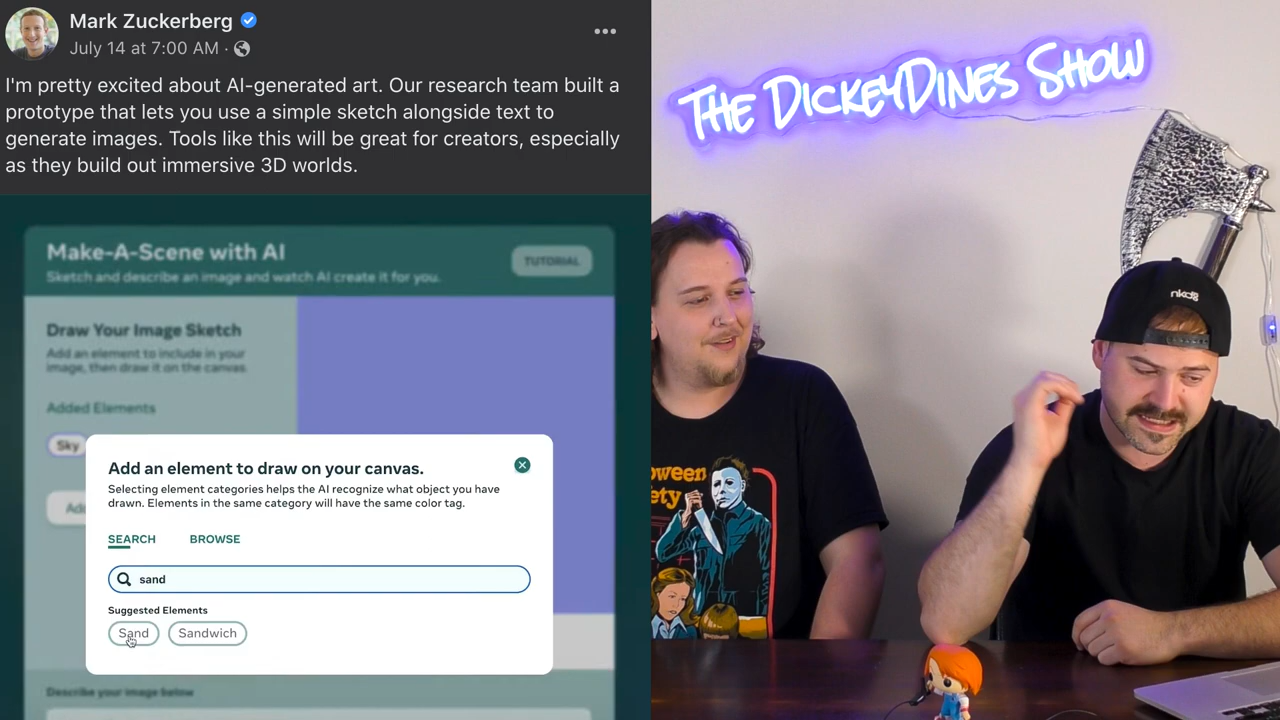 Mark Zuckerberg
July 14 at 7:00 AM ·
I'm pretty excited about AI-generated art. Our research team built a
prototype that lets you use a simple sketch alongside text to
generate images. Tools like this will be great for creators, especially
as they build out immersive 3D worlds.
Make-A-Scene with AI
Sketch and describe an image and watch AI create it for you.
TUTORIAL
Draw Your Image Sketch
Add an element to include in your
image, then draw it on the canvas.
Added Elements
Sky
Add an element to draw on your canvas.
Selecting element categories helps the AI recognize what object you have
drawn. Elements in the same category will have the same color tag.
SEARCH BROWSE
sand
Suggested Elements
Sand Sandwich
Describe your image below
THE DICKEYDINES SHOW